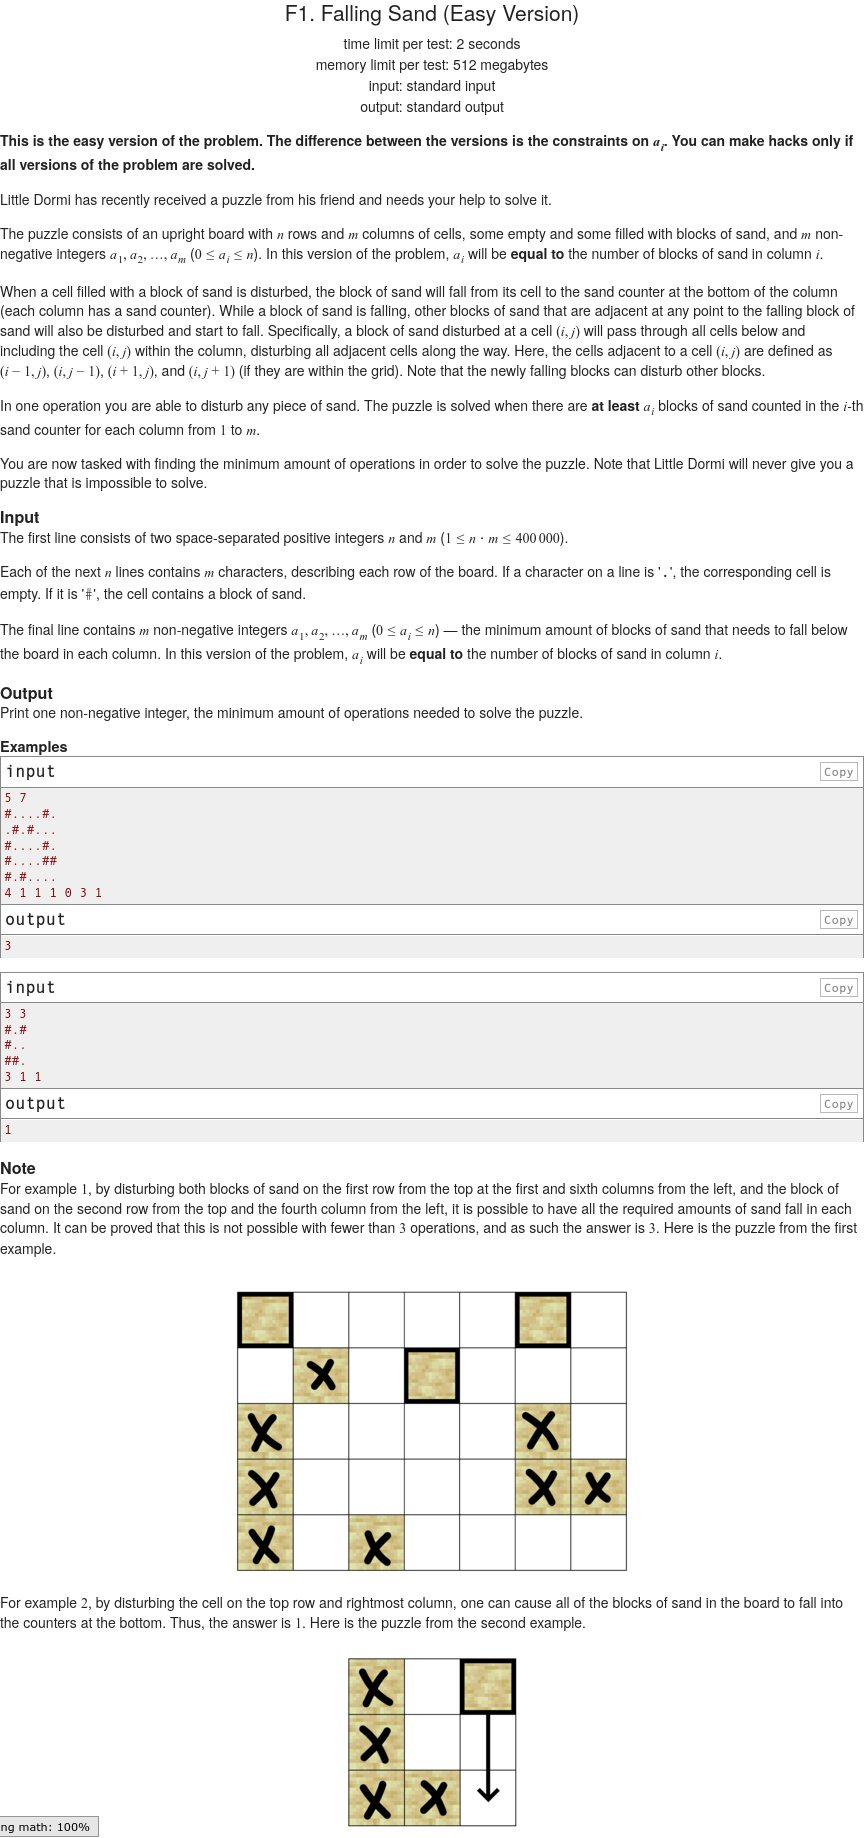 F1. Falling Sand (Easy Version)
time limit per test: 2 seconds
memory limit per test: 512 megabytes
input: standard input
output: standard output
This is the easy version of the problem. The difference between the versions is the constraints on a_i. You can make hacks only if
all versions of the problem are solved.
Little Dormi has recently received a puzzle from his friend and needs your help to solve it.
The puzzle consists of an upright board with n rows and m columns of cells, some empty and some filled with blocks of sand, and m non-
negative integers a_1, a_2, …, a_m (0 ≤ a_i ≤ n). In this version of the problem, a_i will be equal to the number of blocks of sand in column i.
When a cell filled with a block of sand is disturbed, the block of sand will fall from its cell to the sand counter at the bottom of the column
(each column has a sand counter). While a block of sand is falling, other blocks of sand that are adjacent at any point to the falling block of
sand will also be disturbed and start to fall. Specifically, a block of sand disturbed at a cell (i, j) will pass through all cells below and
including the cell (i, j) within the column, disturbing all adjacent cells along the way. Here, the cells adjacent to a cell (i, j) are defined as
(i − 1, j), (i, j − 1), (i + 1, j), and (i, j + 1) (if they are within the grid). Note that the newly falling blocks can disturb other blocks.
In one operation you are able to disturb any piece of sand. The puzzle is solved when there are at least a_i blocks of sand counted in the i-th
sand counter for each column from 1 to m.
You are now tasked with finding the minimum amount of operations in order to solve the puzzle. Note that Little Dormi will never give you a
puzzle that is impossible to solve.
Input
The first line consists of two space-separated positive integers n and m (1 ≤ n · m ≤ 400 000).
Each of the next n lines contains m characters, describing each row of the board. If a character on a line is '.', the corresponding cell is
empty. If it is '#', the cell contains a block of sand.
The final line contains m non-negative integers a_1, a_2, …, a_m (0 ≤ a_i ≤ n) — the minimum amount of blocks of sand that needs to fall below
the board in each column. In this version of the problem, a_i will be equal to the number of blocks of sand in column i.
Output
Print one non-negative integer, the minimum amount of operations needed to solve the puzzle.
Examples
input Copy
5 7
#....#.
.#.#...
#....#.
#....##
#.#....
4 1 1 1 0 3 1
output Copy
3
input Copy
3 3
#.#
#..
##.
3 1 1
output Copy
1
Note
For example 1, by disturbing both blocks of sand on the first row from the top at the first and sixth columns from the left, and the block of
sand on the second row from the top and the fourth column from the left, it is possible to have all the required amounts of sand fall in each
column. It can be proved that this is not possible with fewer than 3 operations, and as such the answer is 3. Here is the puzzle from the first
example.
For example 2, by disturbing the cell on the top row and rightmost column, one can cause all of the blocks of sand in the board to fall into
the counters at the bottom. Thus, the answer is 1. Here is the puzzle from the second example.
ng math: 100%